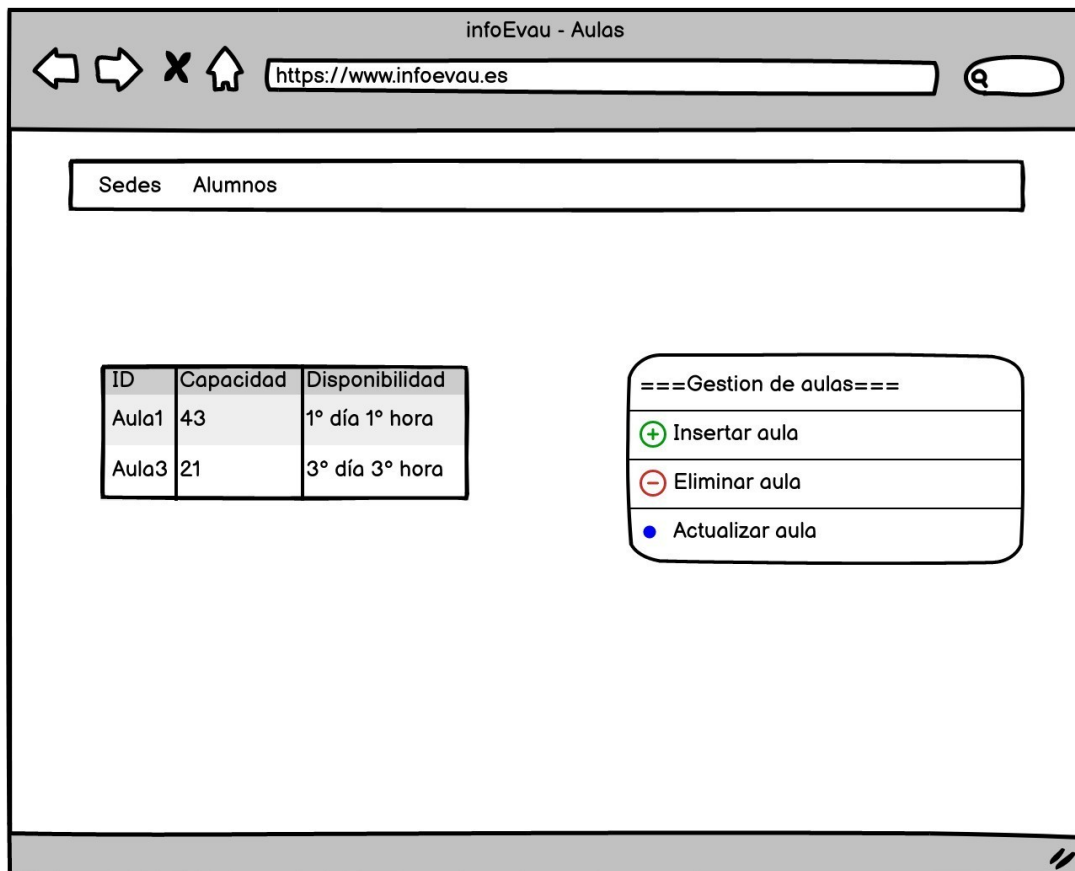 infoEvau - Aulas
https://www.infoevau.es
Sedes Alumnos
ID Capacidad Disponibilidad
Aula1 43 1º día 1º hora
Aula3 21 3º día 3º hora
===Gestion de aulas===
Insertar aula
Eliminar aula
Actualizar aula